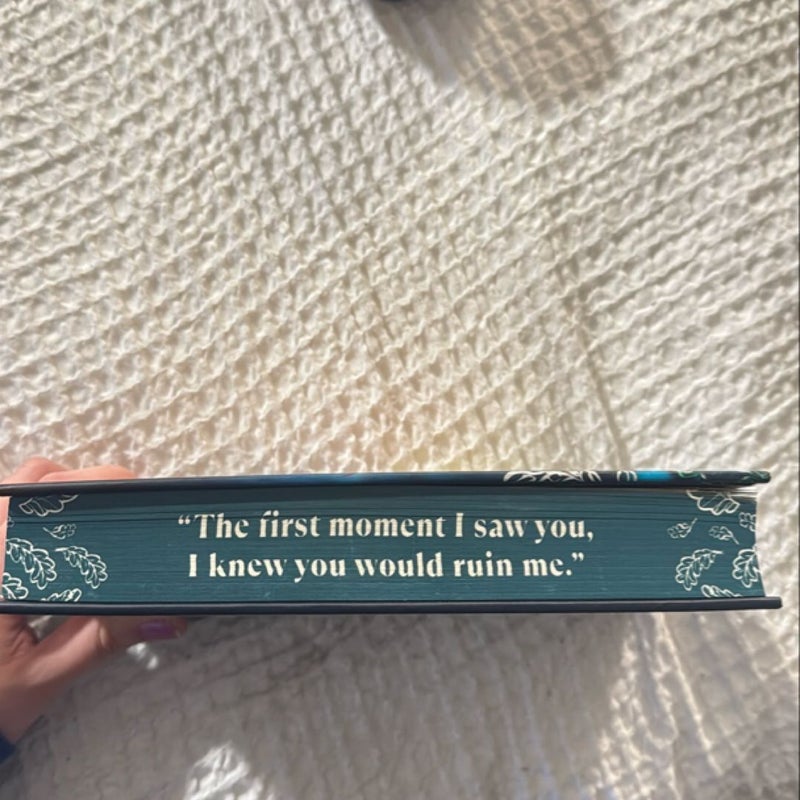 “The first moment I saw you,
I knew you would ruin me.”